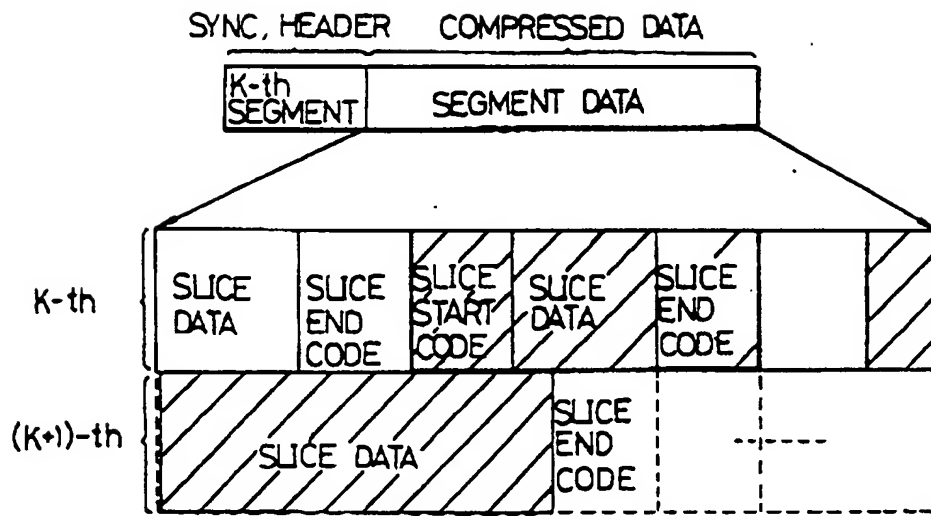 SYNC, HEADER COMPRESSED DATA
K-th
SEGMENT
SEGMENT DATA
K-th
SLICE
DATA
SLICE
END
CODE
SLICE
START
CODE
SLICE
DATA
SLICE
END
CODE
(K+1)-th
SLICE DATA
SLICE
END
CODE